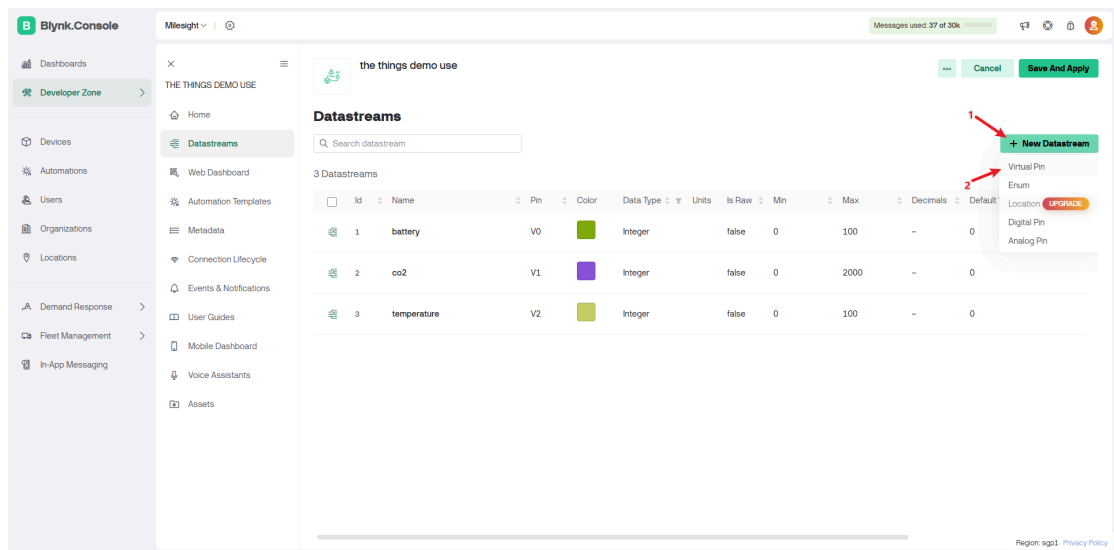 B Blynk.Console
Milesight
Messages used: 37 of 30k
Dashboards
Developer Zone
Devices
Automations
Users
Organizations
Locations
Demand Response
Fleet Management
In-App Messaging
THE THINGS DEMO USE
Home
Datastreams
Web Dashboard
Automation Templates
Metadata
Connection Lifecycle
Events & Notifications
User Guides
Mobile Dashboard
Voice Assistants
Assets
the things demo use
Cancel Save And Apply
Datastreams
1
Search datastream
+ New Datastream
3 Datastreams
2
Virtual Pin
Enum
Location UPGRADE
Digital Pin
Analog Pin
Id Name Pin Color Data Type Units Is Raw Min Max Decimals Default
1 battery V0 Integer false 0 100 – 0
2 co2 V1 Integer false 0 2000 – 0
3 temperature V2 Integer false 0 100 – 0
Region: sgp1 Privacy Policy